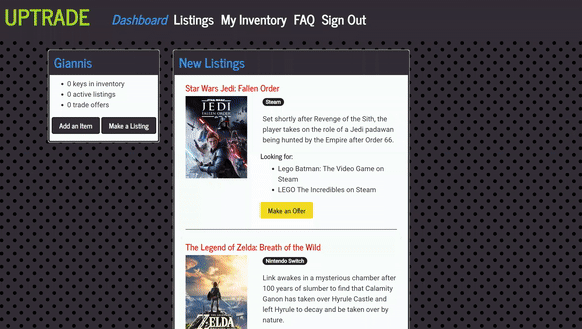 UPTRADE
Dashboard Listings My Inventory FAQ Sign Out
Giannis
0 keys in inventory
0 active listings
0 trade offers
Add an Item
Make a Listing
New Listings
Star Wars Jedi: Fallen Order
STAR WARS
JEDI
FALLEN ORDER
Steam
Set shortly after Revenge of the Sith, the
player takes on the role of a Jedi padawan
being hunted by the Empire after Order 66.
Looking for:
Lego Batman: The Video Game on
Steam
LEGO The Incredibles on Steam
Make an Offer
The Legend of Zelda: Breath of the Wild
Nintendo Switch
Link awakes in a mysterious chamber after
100 years of slumber to find that Calamity
Ganon has taken over Hyrule Castle and
left Hyrule to decay and be taken over by
nature.
ZELDA